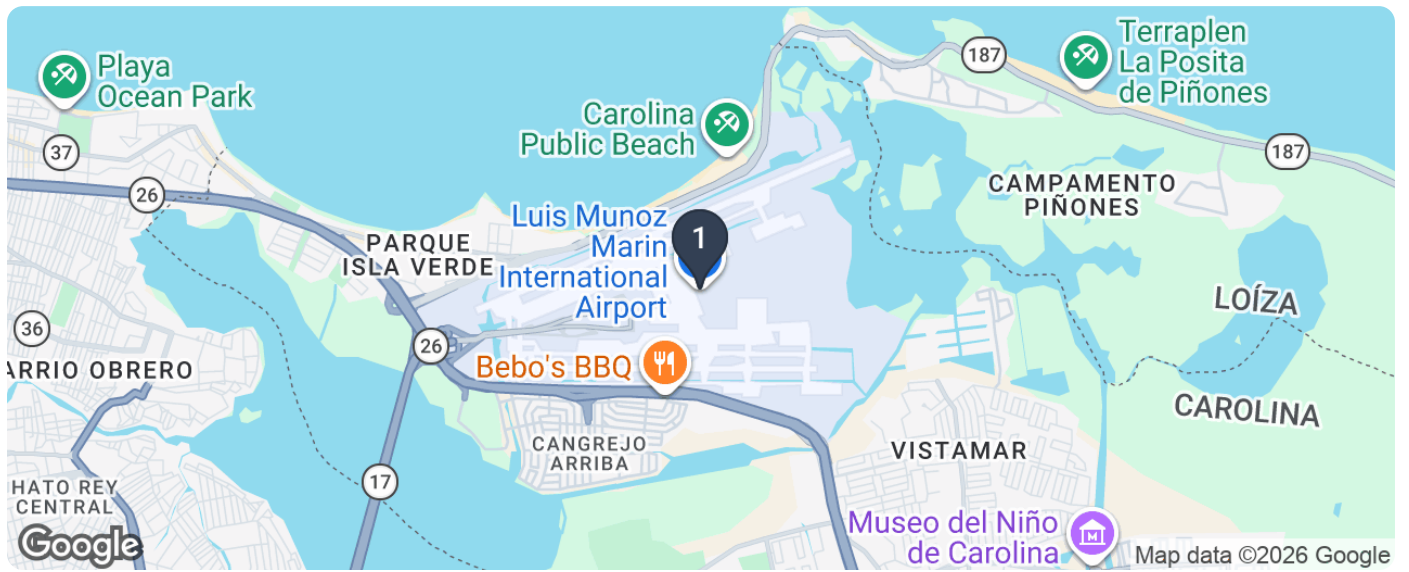 Playa
Ocean Park
37
26
Carolina
Public Beach
187
Terraplen
La Posita
de Piñones
187
CAMPAMENTO
PIÑONES
Luis Munoz
Marin
International
Airport
1
PARQUE
ISLA VERDE
LOÍZA
36
ARRIO OBRERO
26
Bebo's BBQ
CAROLINA
CANGREJO
ARRIBA
VISTAMAR
17
HATO REY
CENTRAL
Museo del Niño
de Carolina
Google
Map data ©2026 Google